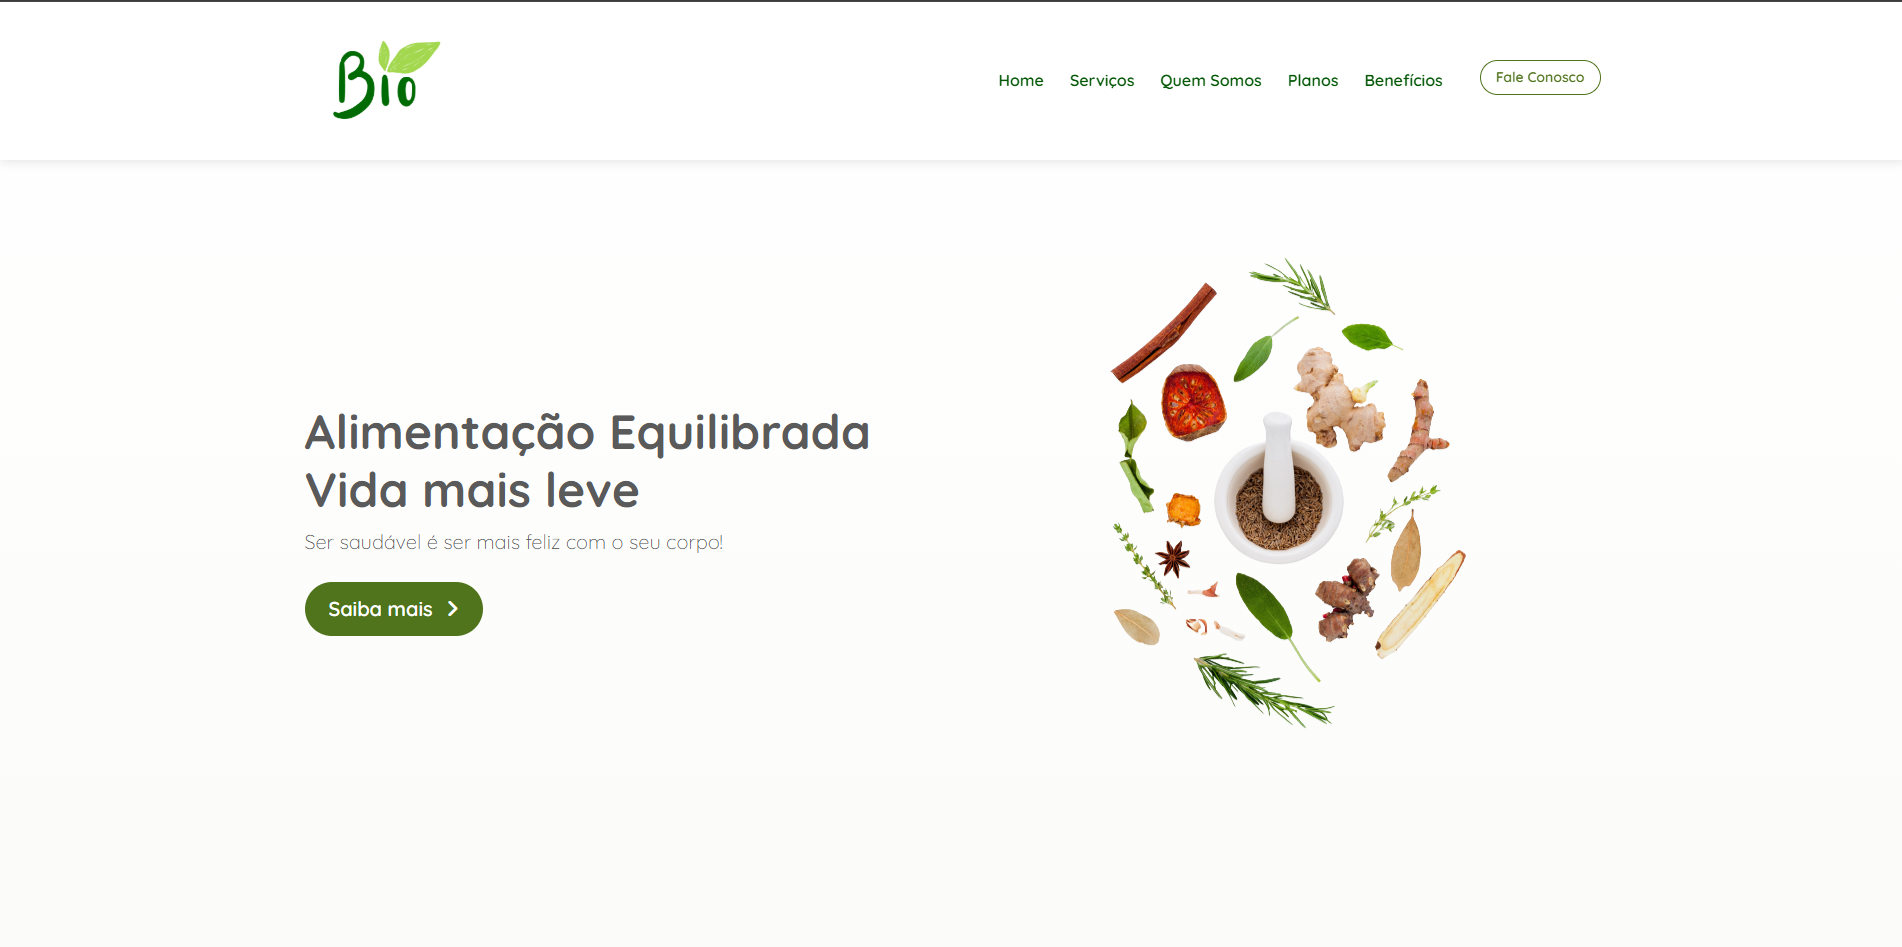 Bio
Home Serviços Quem Somos Planos Benefícios Fale Conosco
Alimentação Equilibrada
Vida mais leve
Ser saudável é ser mais feliz com o seu corpo!
Saiba mais